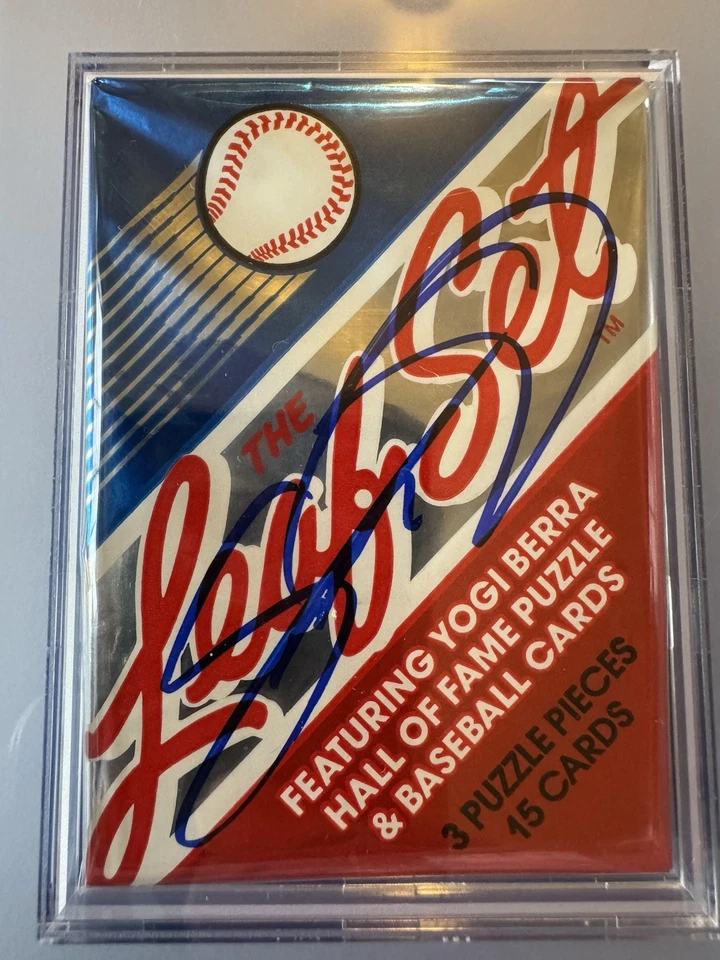 THE
Leaf Set TM
FEATURING YOGI BERRA
HALL OF FAME PUZZLE
& BASEBALL CARDS
3 PUZZLE PIECES
15 CARDS